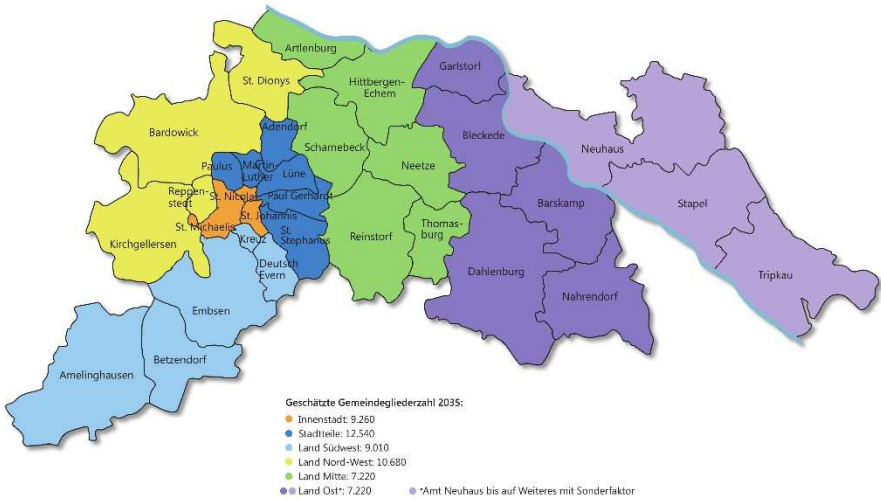 Artlenburg
St. Dionys
Hittbergen-
Echem
Garlstorf
Bardowick
Adendorf
Scharnebeck
Bleckede
Neuhaus
Paulus
Martin
Luther
Lüne
Neetze
Reppen-
stedt
St. Nicolai
Paul Gerhardt
Barskamp
Stapel
St. Michaelis
St. Johannis
St.
Stephanus
Thomas-
burg
Kirchgellersen
Kreuz
Reinstorf
Deutsch
Evern
Dahlenburg
Tripkau
Nahrendorf
Embsen
Betzendorf
Amelinghausen
Geschätzte Gemeindegliederzahl 2035:
Innenstadt: 9.260
Stadtteile: 12.540
Land Südwest: 9.010
Land Nord-West: 10.680
Land Mitte: 7.220
Land Ost*: 7.220 *Amt Neuhaus bis auf Weiteres mit Sonderfaktor